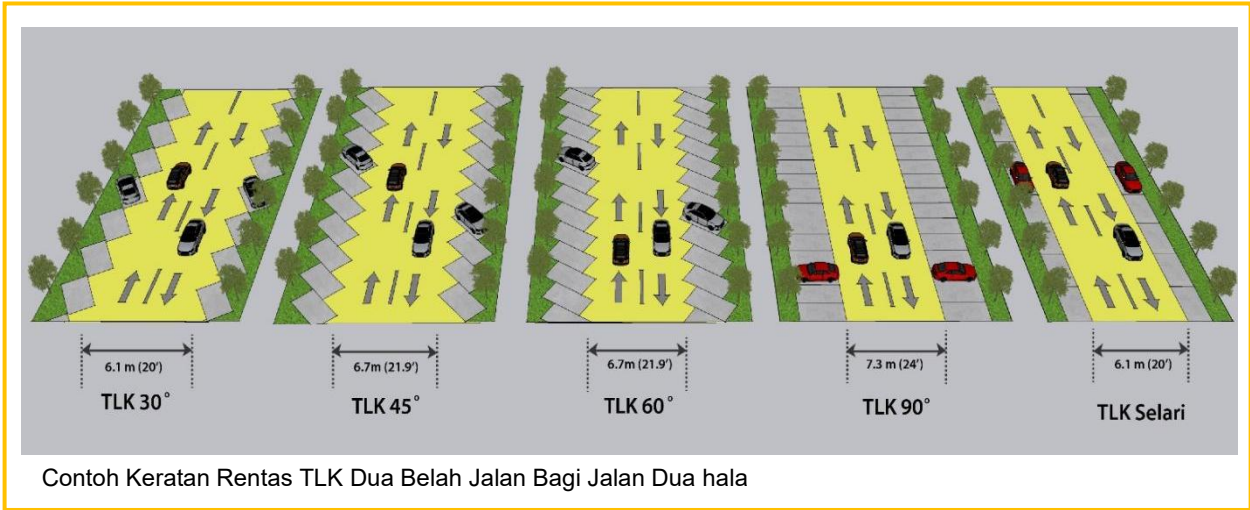 6.1 m (20')
6.7m (21.9')
6.7m (21.9')
7.3 m (24')
6.1 m (20')
TLK 30°
TLK 45°
TLK 60°
TLK 90°
TLK Selari
Contoh Keratan Rentas TLK Dua Belah Jalan Bagi Jalan Dua hala